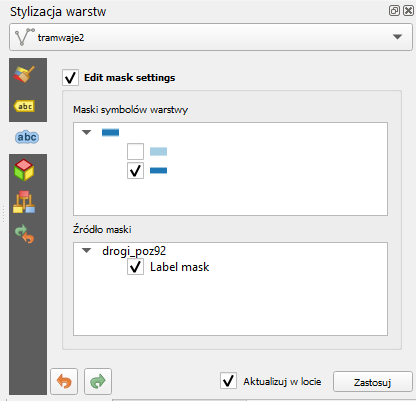 Stylizacja warstw
tramwaje2
abc
abc
Edit mask settings
Maski symbolów warstwy
Źródło maski
drogi_poz92
Label mask
Aktualizuj w locie
Zastosuj